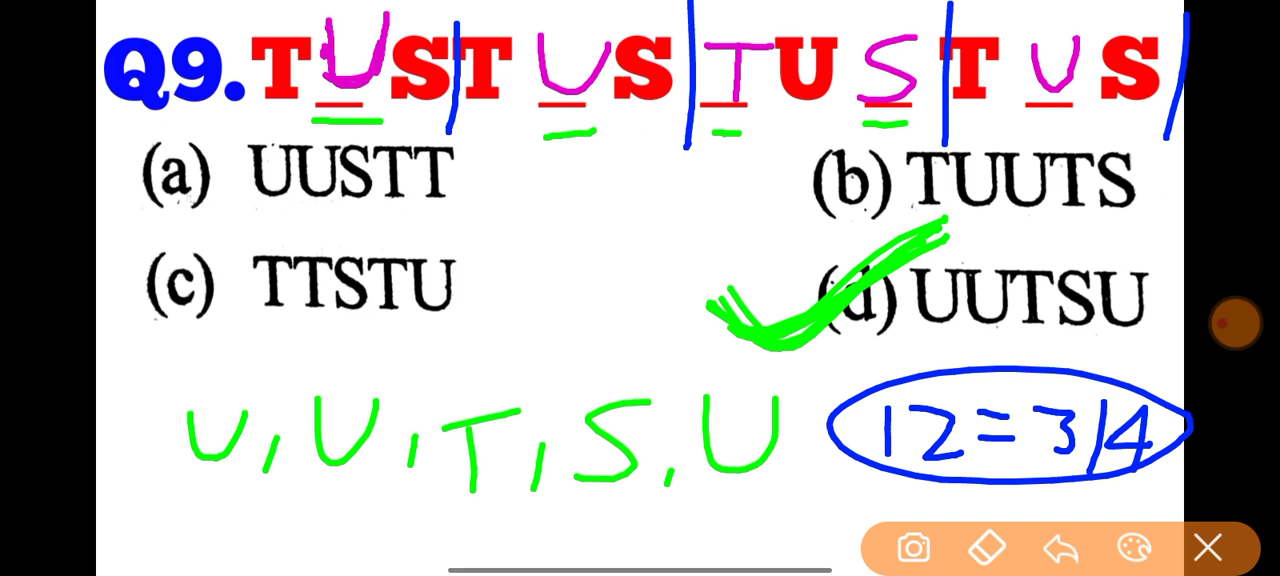 Q9. T U S T U S T U S T U S
(a) UUSTT (b) TUUTS
(c) TTSTU (d) UUTSU
U, U, T, S, U 12=3/4